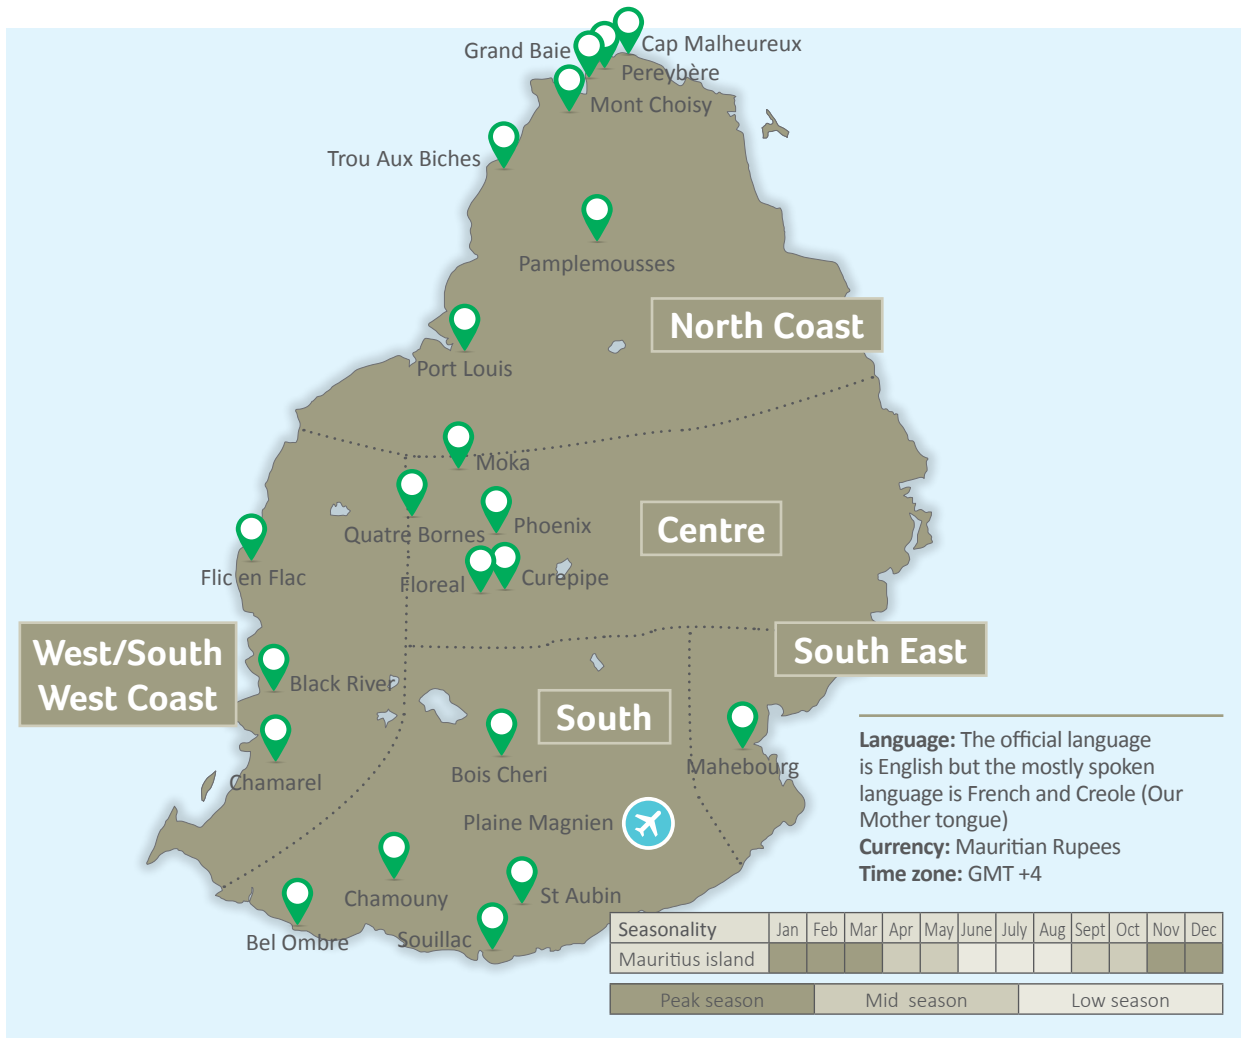 Cap Malheureux
Grand Baie
Pereybère
Mont Choisy
Trou Aux Biches
Pamplemousses
North Coast
Port Louis
Moka
Phoenix
Quatre Bornes
Centre
Flic en Flac
Floreal
Curepipe
West/South
West Coast
South East
Black River
South
Chamarel
Bois Cheri
Mahebourg
Plaine Magnien
Chamouny
St Aubin
Bel Ombre
Souillac
Language: The official language
is English but the mostly spoken
language is French and Creole (Our
Mother tongue)
Currency: Mauritian Rupees
Time zone: GMT +4
Seasonality Jan Feb Mar Apr May June July Aug Sept Oct Nov Dec
Mauritius island
Peak season Mid season Low season